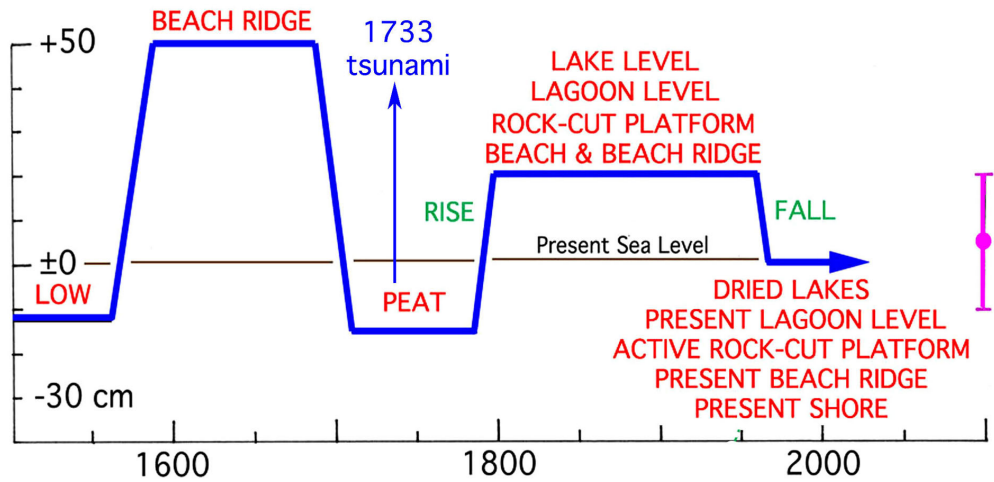 BEACH RIDGE
+50
1733
tsunami
LAKE LEVEL
LAGOON LEVEL
ROCK-CUT PLATFORM
BEACH & BEACH RIDGE
RISE
FALL
Present Sea Level
±0
LOW
PEAT
DRIED LAKES
PRESENT LAGOON LEVEL
ACTIVE ROCK-CUT PLATFORM
PRESENT BEACH RIDGE
PRESENT SHORE
-30 cm
1600
1800
2000